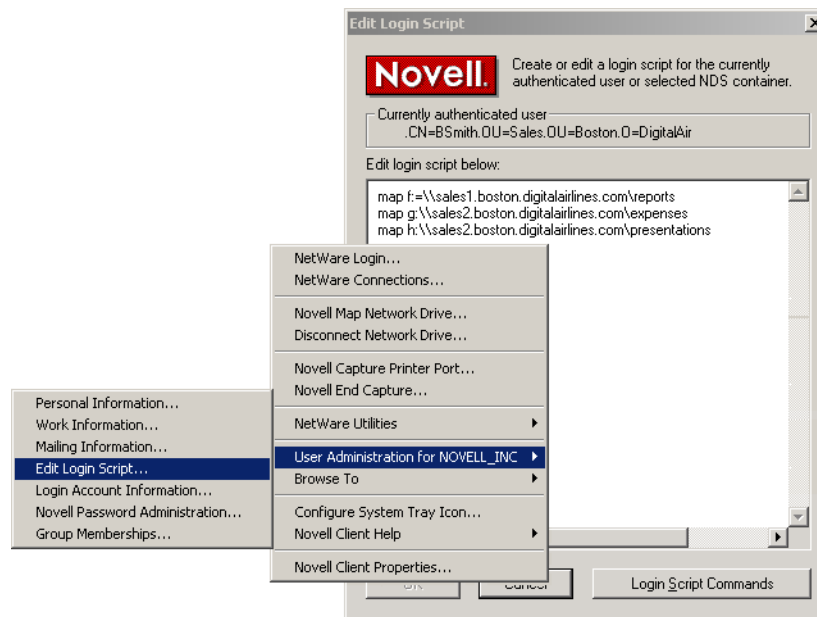 Edit Login Script
Novell.
Create or edit a login script for the currently
authenticated user or selected NDS container.
Currently authenticated user
.CN=BSmith.OU=Sales.OU=Boston.O=DigitalAir
Edit login script below:
map f:=\\sales1.boston.digitalairlines.com\reports
map g:\\sales2.boston.digitalairlines.com\expenses
map h:\\sales2.boston.digitalairlines.com\presentations
NetWare Login...
NetWare Connections...
Novell Map Network Drive...
Disconnect Network Drive...
Novell Capture Printer Port...
Novell End Capture...
NetWare Utilities
User Administration for NOVELL_INC
Browse To
Configure System Tray Icon...
Novell Client Help
Novell Client Properties...
Personal Information...
Work Information...
Mailing Information...
Edit Login Script...
Login Account Information...
Novell Password Administration...
Group Memberships...
Cancel
Login Script Commands